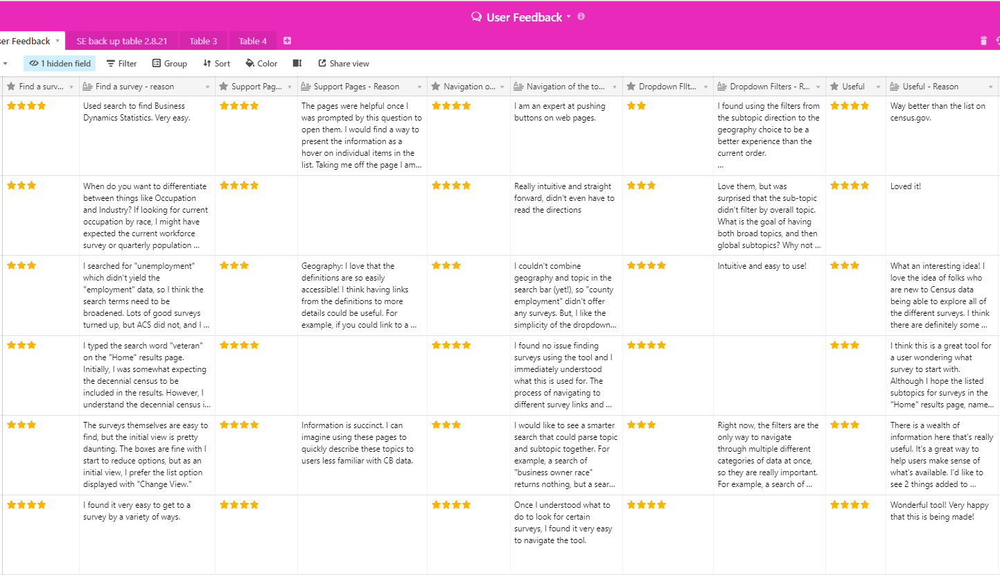 User Feedback
ser Feedback
SE back up table 2.8.21
Table 3
Table 4
1 hidden field
Filter
Group
Sort
Color
Share view
Find a surv...
Find a survey - reason
Support Pag...
Support Pages - Reason
Navigation o...
Navigation of the to...
Dropdown FIlt...
Dropdown Filters - R...
Useful
Useful - Reason
Used search to find Business
Dynamics Statistics. Very easy.
The pages were helpful once I
was prompted by this question to
open them. I would find a way to
present the information as a
hover on individual items in the
list. Taking me off the page I am...
I am an expert at pushing
buttons on web pages.
I found using the filters from
the subtopic direction to the
geography choice to be a
better experience than the
current order.
...
Way better than the list on
census.gov.
When do you want to differentiate
between things like Occupation
and Industry? If looking for current
occupation by race, I might have
expected the current workforce
survey or quarterly population ...
Really intuitive and straight
forward, didn't even have to
read the directions
Love them, but was
surprised that the sub-topic
didn't filter by overall topic.
What is the goal of having
both broad topics, and then
global subtopics? Why not ...
Loved it!
I searched for "unemployment"
which didn't yield the
"employment" data, so I think the
search terms need to be
broadened. Lots of good surveys
turned up, but ACS did not, and I ...
Geography: I love that the
definitions are so easily
accessible! I think having links
from the definitions to more
details could be useful. For
example, if you could link to a ...
I couldn't combine
geography and topic in the
search bar (yet!), so "county
employment" didn't offer
any surveys. But, I like the
simplicity of the dropdown...
Intuitive and easy to use!
What an interesting idea! I
love the idea of folks who
are new to Census data
being able to explore all of
the different surveys. I think
there are definitely some ...
I typed the search word "veteran"
on the "Home" results page.
Initially, I was somewhat expecting
the decennial census to be
included in the results. However, I
understand the decennial census i...
I found no issue finding
surveys using the tool and I
immediately understood
what this is used for. The
process of navigating to
different survey links and ...
I think this is a great tool for
a user wondering what
survey to start with.
Although I hope the listed
subtopics for surveys in the
"Home" results page, name...
The surveys themselves are easy to
find, but the initial view is pretty
daunting. The boxes are fine with I
start to reduce options, but as an
initial view, I prefer the list option
displayed with "Change View."
Information is succinct. I can
imagine using these pages to
quickly describe these topics to
users less familiar with CB data.
I would like to see a smarter
search that could parse topic
and subtopic together. For
example, a search of
"business owner race"
returns nothing, but a sear...
Right now, the filters are the
only way to navigate
through multiple different
categories of data at once,
so they are really important.
For example, a search of ...
There is a wealth of
information here that's really
useful. It's a great way to
help users make sense of
what's available. I'd like to
see 2 things added to ...
I found it very easy to get to a
survey by a variety of ways.
Once I understood what to
do to look for certain
surveys, I found it very easy
to navigate the tool.
Wonderful tool! Very happy
that this is being made!